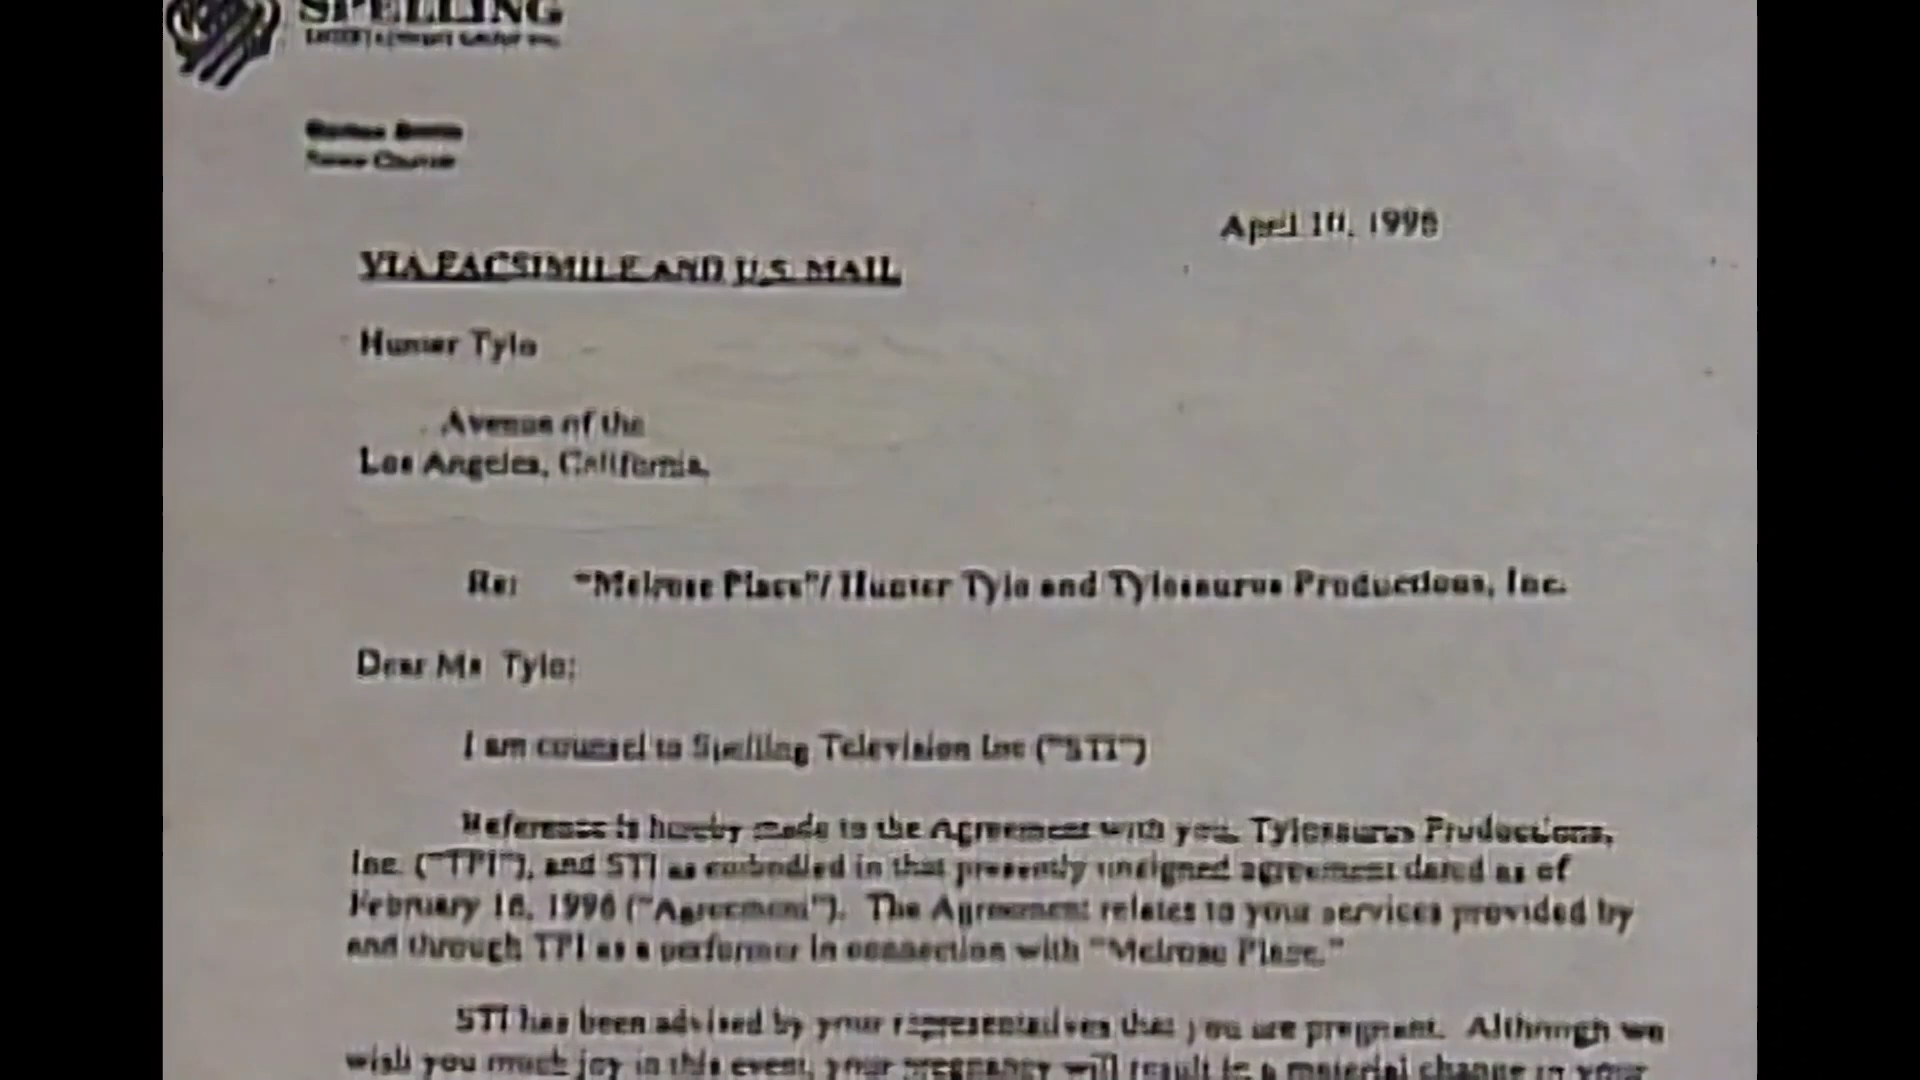 SPELLING
ENTERTAINMENT GROUP INC.
April 10, 1996
VIA FACSIMILE AND U.S. MAIL
Hunter Tylo
Avenue of the
Los Angeles, California,
Re: "Melrose Place"/ Hunter Tylo and Tylosaurus Productions, Inc.
Dear Ms Tylo:
I am counsel to Spelling Television Inc ("STI")
Reference is hereby made to the Agreement with you, Tylosaurus Productions,
Inc. ("TPI"), and STI as embodied in that presently unsigned agreement dated as of
February 16, 1996 ("Agreement"). The Agreement relates to your services provided by
and through TPI as a performer in connection with "Melrose Place."
STI has been advised by your representatives that you are pregnant. Although we
wish you much joy in this event, your pregnancy will result in a material change in your